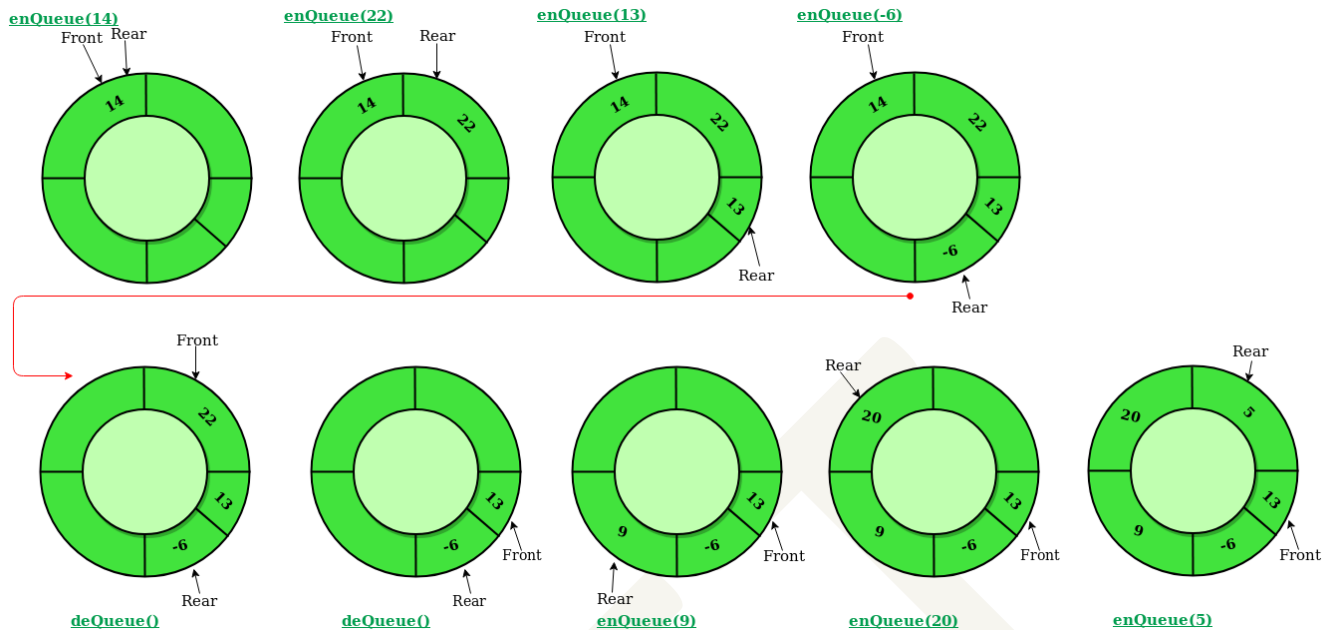 enQueue(14)
Front
Rear
14
enQueue(22)
Front
Rear
14
22
enQueue(13)
Front
14
22
13
Rear
enQueue(-6)
Front
14
22
13
-6
Rear
Front
22
13
-6
Rear
deQueue()
13
-6
Front
Rear
deQueue()
13
9
-6
Front
Rear
enQueue(9)
Rear
20
13
9
-6
Front
enQueue(20)
Rear
20
5
13
9
-6
Front
enQueue(5)